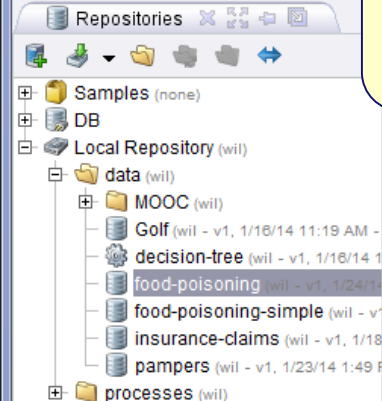 Repositories
Samples (none)
DB
Local Repository (wil)
data (wil)
MOOC (wil)
Golf (wil - v1, 1/16/14 11:19 AM -
decision-tree (wil - v1, 1/16/14 1
food-poisoning (wil - v1, 1/24/14
food-poisoning-simple (wil - v1
insurance-claims (wil - v1, 1/18
pampers (wil - v1, 1/23/14 1:49 P
processes (wil)